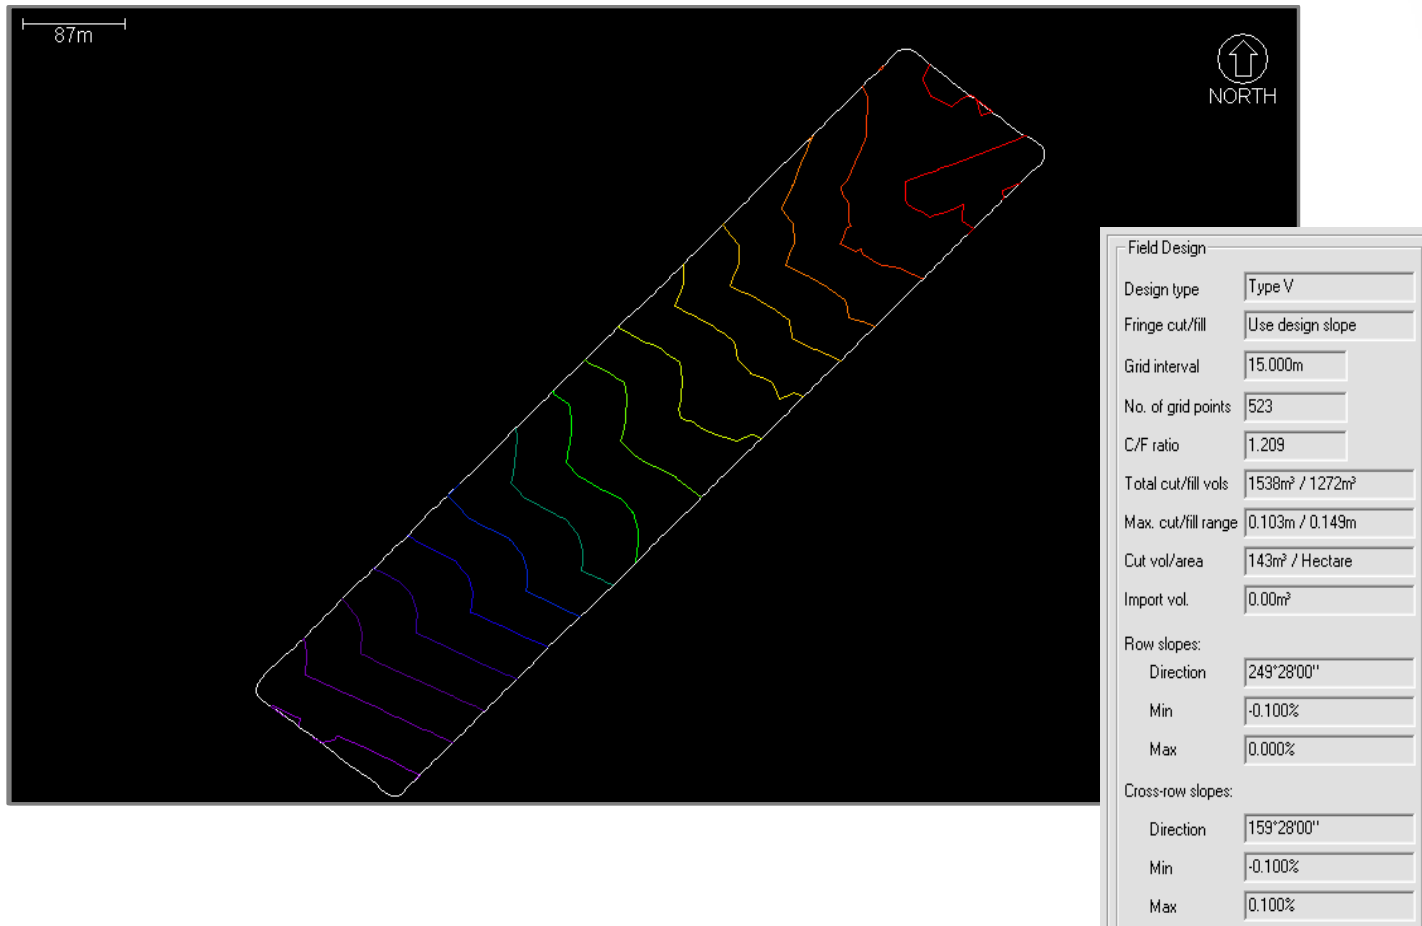 87m
NORTH
Field Design
Design type Type V
Fringe cut/fill Use design slope
Grid interval 15.000m
No. of grid points 523
C/F ratio 1.209
Total cut/fill vols 1538m³ / 1272m³
Max. cut/fill range 0.103m / 0.149m
Cut vol/area 143m³ / Hectare
Import vol. 0.00m³
Row slopes:
Direction 249°28'00"
Min -0.100%
Max 0.000%
Cross-row slopes:
Direction 159°28'00"
Min -0.100%
Max 0.100%